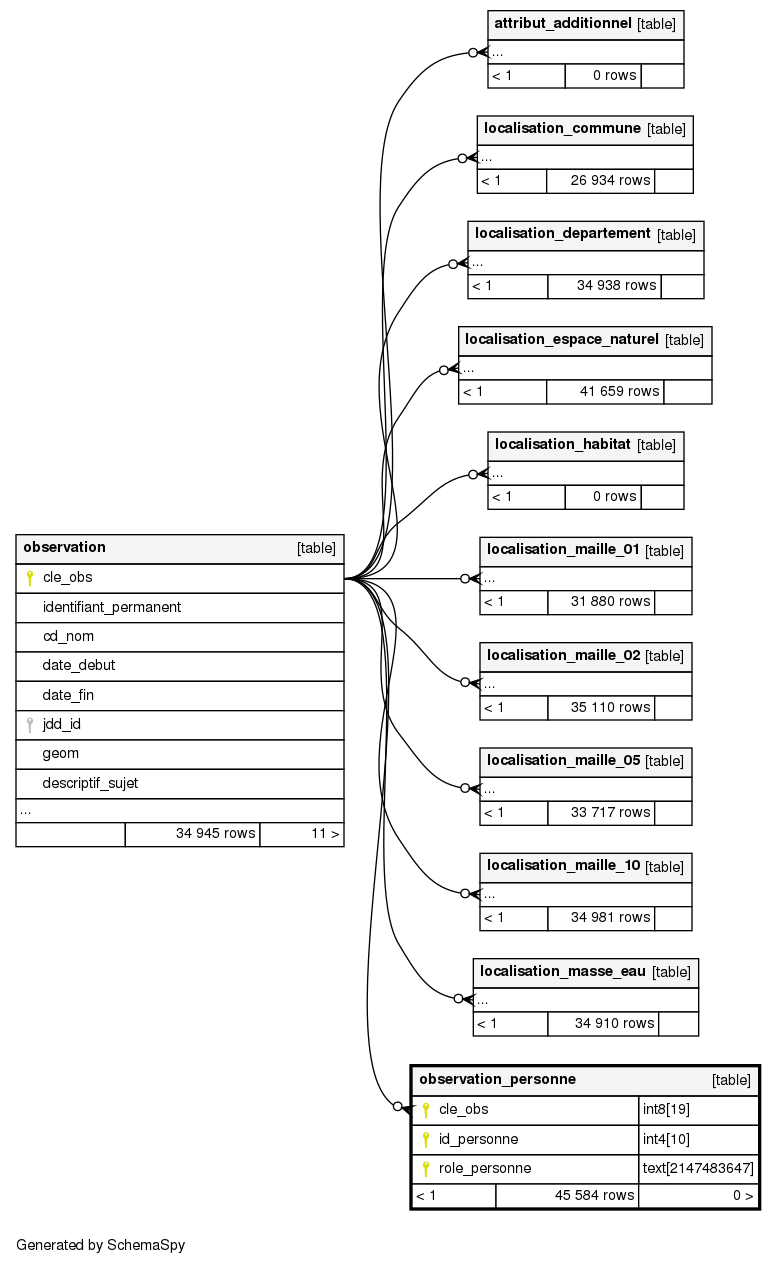 attribut_additionnel [table]
...
< 1 0 rows
localisation_commune [table]
...
< 1 26 934 rows
localisation_departement [table]
...
< 1 34 938 rows
localisation_espace_naturel [table]
...
< 1 41 659 rows
localisation_habitat [table]
...
< 1 0 rows
observation [table]
cle_obs
identifiant_permanent
cd_nom
date_debut
date_fin
jdd_id
geom
descriptif_sujet
...
34 945 rows 11 >
localisation_maille_01 [table]
...
< 1 31 880 rows
localisation_maille_02 [table]
...
< 1 35 110 rows
localisation_maille_05 [table]
...
< 1 33 717 rows
localisation_maille_10 [table]
...
< 1 34 981 rows
localisation_masse_eau [table]
...
< 1 34 910 rows
observation_personne [table]
cle_obs int8[19]
id_personne int4[10]
role_personne text[2147483647]
< 1 45 584 rows 0 >
Generated by SchemaSpy